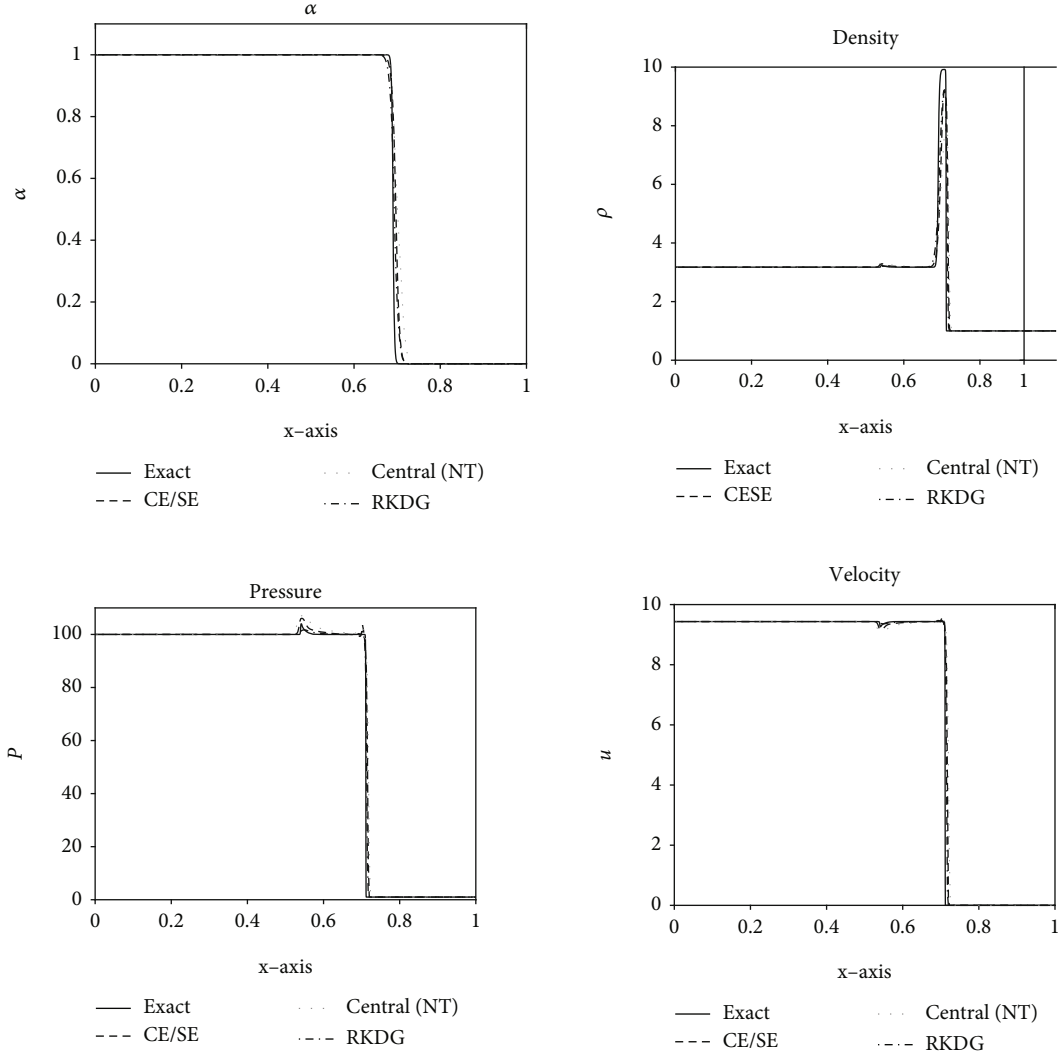 α
1
0.8
0.6
0.4
0.2
0
α
0 0.2 0.4 0.6 0.8 1
x–axis
Exact Central (NT)
CE/SE RKDG
Density
10
8
6
4
2
0
ρ
0 0.2 0.4 0.6 0.8 1
x–axis
Exact Central (NT)
CESE RKDG
Pressure
100
80
60
40
20
0
P
0 0.2 0.4 0.6 0.8 1
x–axis
Exact Central (NT)
CE/SE RKDG
Velocity
10
8
6
4
2
0
u
0 0.2 0.4 0.6 0.8 1
x–axis
Exact Central (NT)
CE/SE RKDG